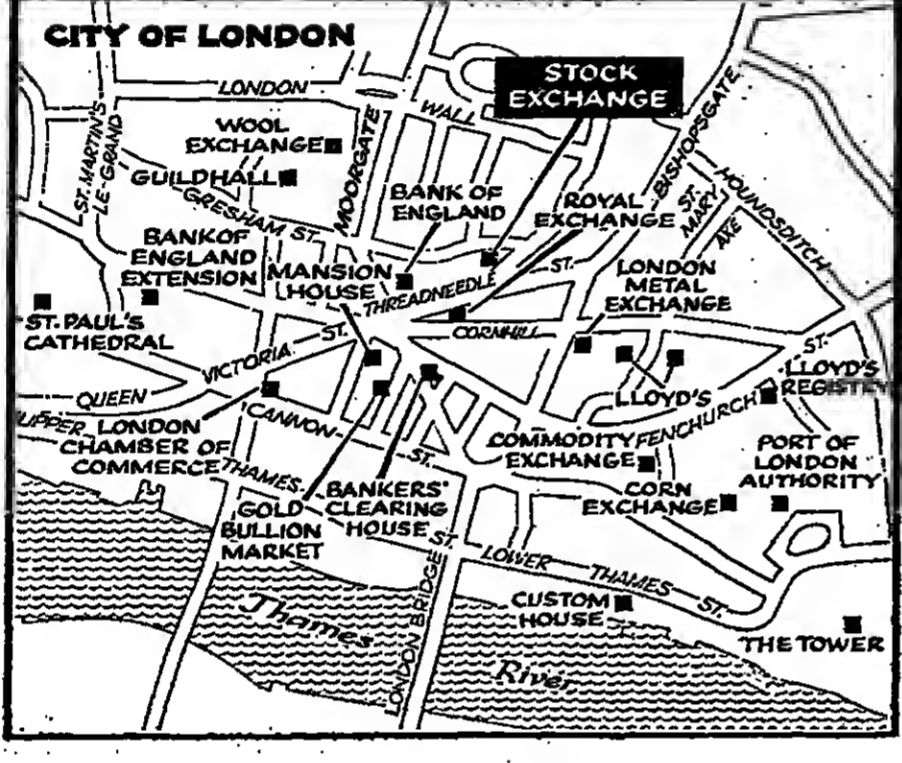 CITY OF LONDON
STOCK
EXCHANGE
LONDON
WALL
ST. MARTIN'S
LE-GRAND
WOOL
EXCHANGE
GUILDHALL
MOORGATE
BISHOPSGATE
GRESHAM ST.
BANK OF
ENGLAND
ROYAL
EXCHANGE
ST.
MARY
AXE
HOUNDSDITCH
BANK OF
ENGLAND
EXTENSION
MANSION
HOUSE
THREADNEEDLE
ST.
LONDON
METAL
EXCHANGE
ST. PAUL'S
CATHEDRAL
CORNHILL
QUEEN
VICTORIA
ST.
LLOYD'S
LLOYD'S
REGISTRY
FENCHURCH
ST.
UPPER
THAMES
ST.
LONDON
CHAMBER OF
COMMERCE
CANNON
ST.
COMMODITY
EXCHANGE
PORT OF
LONDON
AUTHORITY
CORN
EXCHANGE
GOLD
BULLION
MARKET
BANKERS'
CLEARING
HOUSE
LOWER
THAMES
ST.
LONDON BRIDGE
CUSTOM
HOUSE
THE TOWER
Thames
River